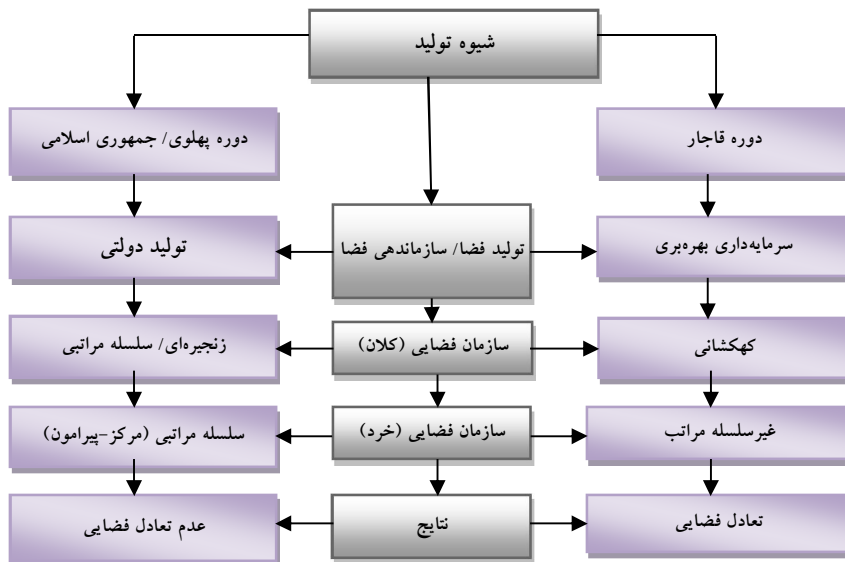 شیوه تولید
دوره قاجار
دوره پهلوی/ جمهوری اسلامی
سرمایه‌داری بهره‌بری
تولید فضا/ سازماندهی فضا
تولید دولتی
کهکشانی
سازمان فضایی (کلان)
زنجیره‌ای/ سلسله مراتبی
غیرسلسله مراتب
سازمان فضایی (خرد)
سلسله مراتبی (مرکز-پیرامون)
تعادل فضایی
نتایج
عدم تعادل فضایی